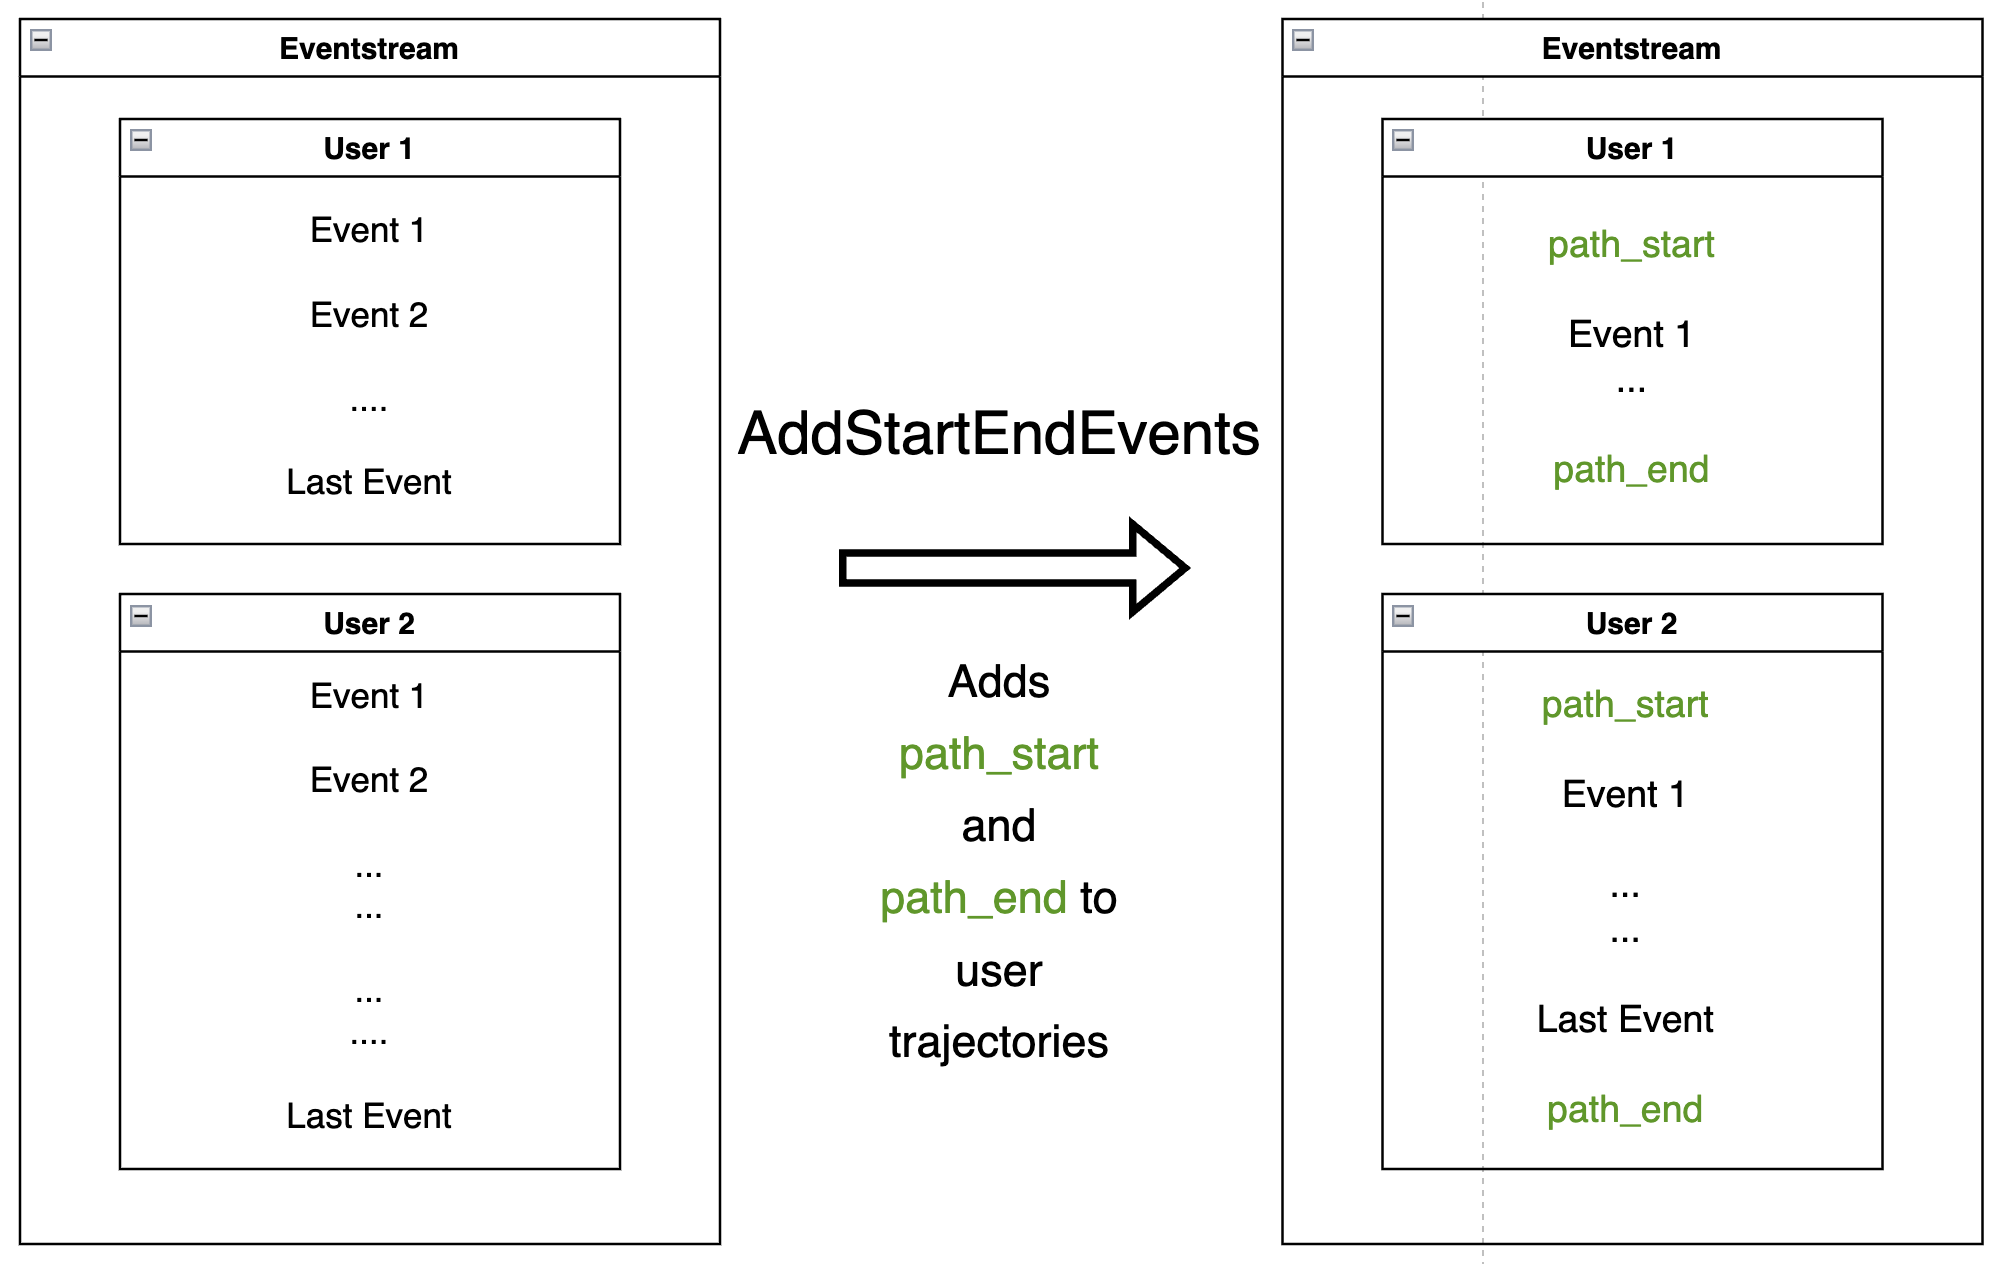 Eventstream
User 1
Event 1
Event 2
....
Last Event
User 2
Event 1
Event 2
...
...
...
....
Last Event
AddStartEndEvents
Adds
path_start
and
path_end to
user
trajectories
Eventstream
User 1
path_start
Event 1
...
path_end
User 2
path_start
Event 1
...
...
Last Event
path_end